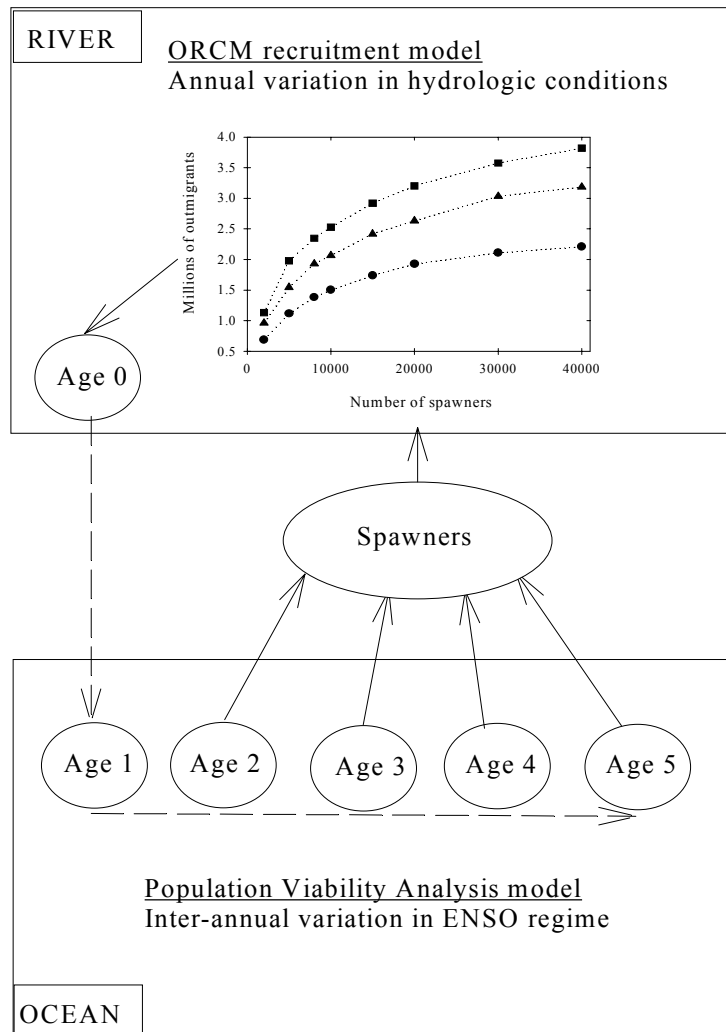 RIVER
ORCM recruitment model
Annual variation in hydrologic conditions
Millions of outmigrants
4.0
3.5
3.0
2.5
2.0
1.5
1.0
0.5
0
10000
20000
30000
40000
Number of spawners
Age 0
Spawners
Age 1
Age 2
Age 3
Age 4
Age 5
Population Viability Analysis model
Inter-annual variation in ENSO regime
OCEAN